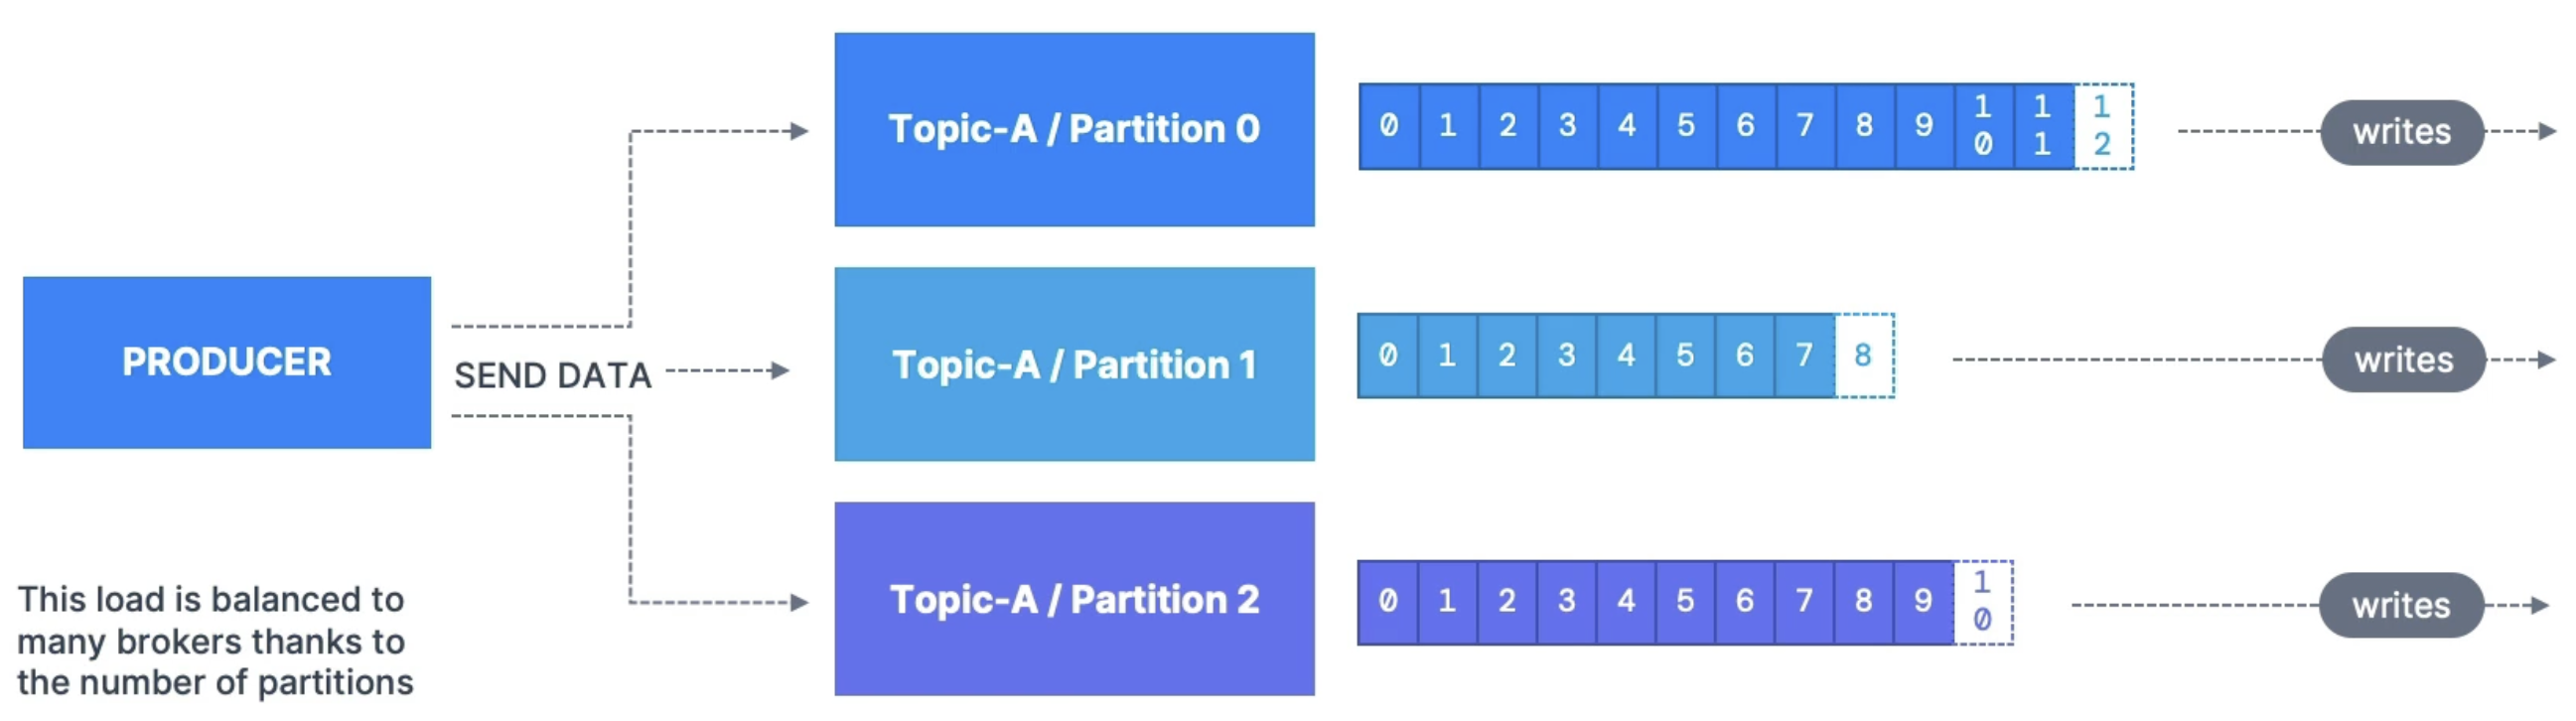 Topic-A / Partition 0
0 1 2 3 4 5 6 7 8 9 10 11 12
writes
PRODUCER
SEND DATA
Topic-A / Partition 1
0 1 2 3 4 5 6 7 8
writes
Topic-A / Partition 2
0 1 2 3 4 5 6 7 8 9 10
writes
This load is balanced to
many brokers thanks to
the number of partitions